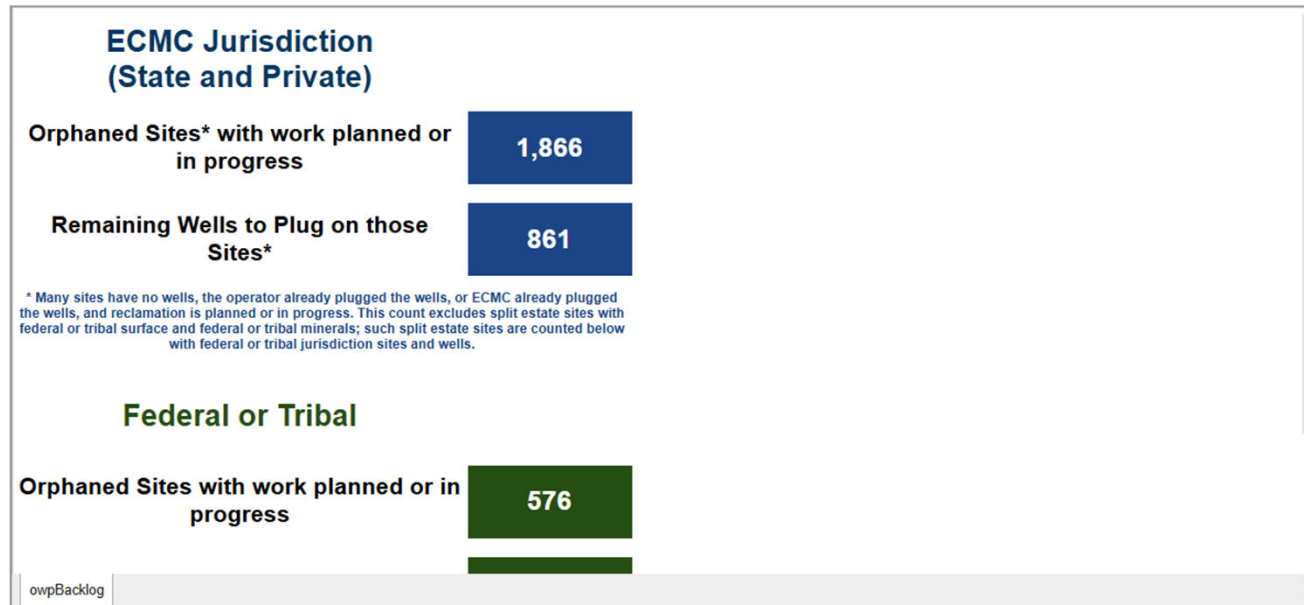 ECMC Jurisdiction
(State and Private)
Orphaned Sites* with work planned or
in progress
1,866
Remaining Wells to Plug on those
Sites*
861
* Many sites have no wells, the operator already plugged the wells, or ECMC already plugged
the wells, and reclamation is planned or in progress. This count excludes split estate sites with
federal or tribal surface and federal or tribal minerals; such split estate sites are counted below
with federal or tribal jurisdiction sites and wells.
Federal or Tribal
Orphaned Sites with work planned or in
progress
576
owpBacklog